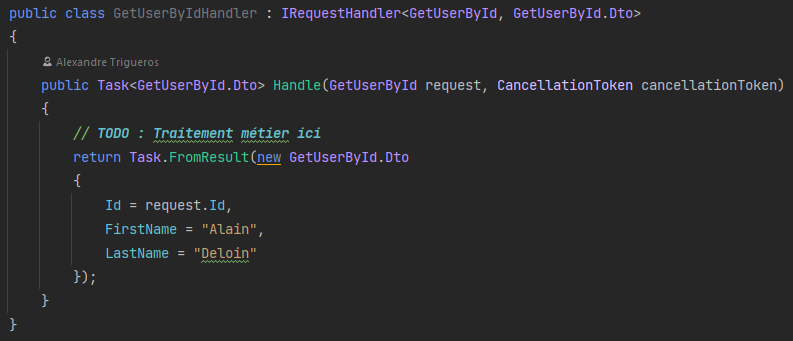 public class GetUserByIdHandler : IRequestHandler<GetUserById, GetUserById.Dto>
{
Alexandre Trigueros
public Task<GetUserById.Dto> Handle(GetUserById request, CancellationToken cancellationToken)
{
// TODO : Traitement métier ici
return Task.FromResult(new GetUserById.Dto
{
Id = request.Id,
FirstName = "Alain",
LastName = "Deloin"
});
}
}